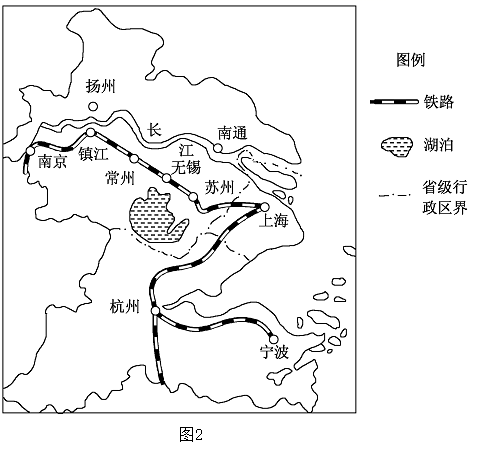 扬州
长
江
南通
南京
镇江
常州
无锡
苏州
上海
杭州
宁波
图例
铁路
湖泊
省级行
政区界
图2